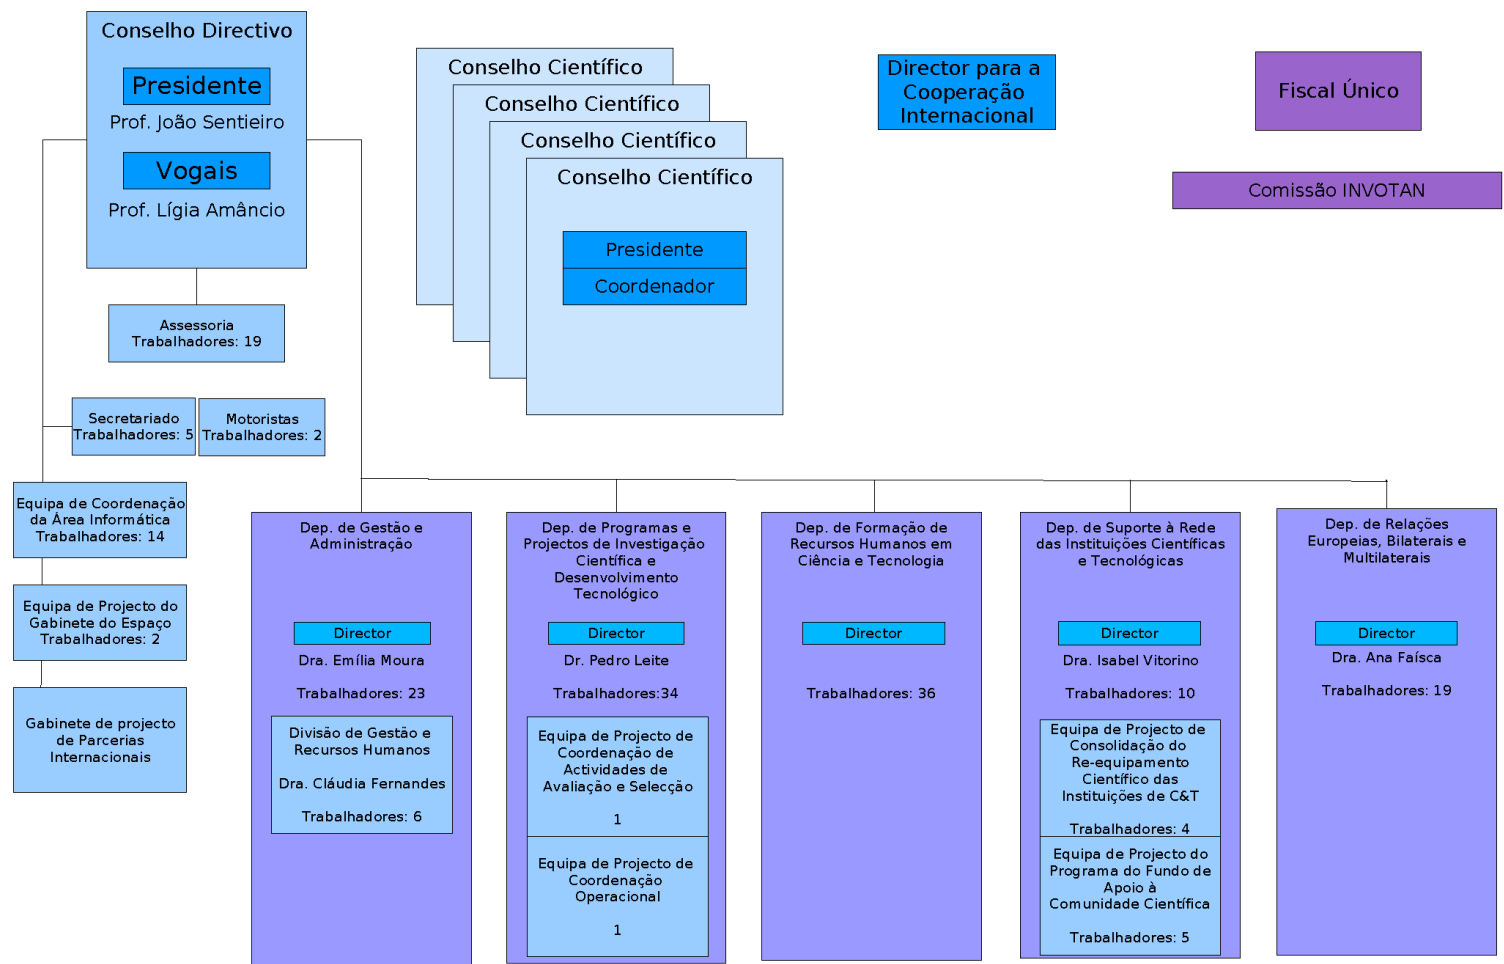 Conselho Directivo
Presidente
Prof. João Sentieiro
Vogais
Prof. Lígia Amâncio
Conselho Científico
Conselho Científico
Conselho Científico
Conselho Científico
Presidente
Coordenador
Director para a
Cooperação
Internacional
Fiscal Único
Comissão INVOTAN
Assessoria
Trabalhadores: 19
Secretariado
Trabalhadores: 5
Motoristas
Trabalhadores: 2
Equipa de Coordenação
da Área Informática
Trabalhadores: 14
Equipa de Projecto do
Gabinete do Espaço
Trabalhadores: 2
Gabinete de projecto
de Parcerias
Internacionais
Dep. de Gestão e
Administração
Director
Dra. Emília Moura
Trabalhadores: 23
Divisão de Gestão e
Recursos Humanos
Dra. Cláudia Fernandes
Trabalhadores: 6
Dep. de Programas e
Projectos de Investigação
Científica e
Desenvolvimento
Tecnológico
Director
Dr. Pedro Leite
Trabalhadores:34
Equipa de Projecto de
Coordenação de
Actividades de
Avaliação e Selecção
1
Equipa de Projecto de
Coordenação
Operacional
1
Dep. de Formação de
Recursos Humanos em
Ciência e Tecnologia
Director
Trabalhadores: 36
Dep. de Suporte à Rede
das Instituições Científicas
e Tecnológicas
Director
Dra. Isabel Vitorino
Trabalhadores: 10
Equipa de Projecto de
Consolidação do
Re-equipamento
Científico das
Instituições de C&T
Trabalhadores: 4
Equipa de Projecto do
Programa do Fundo de
Apoio à
Comunidade Científica
Trabalhadores: 5
Dep. de Relações
Europeias, Bilaterais e
Multilaterais
Director
Dra. Ana Faísca
Trabalhadores: 19